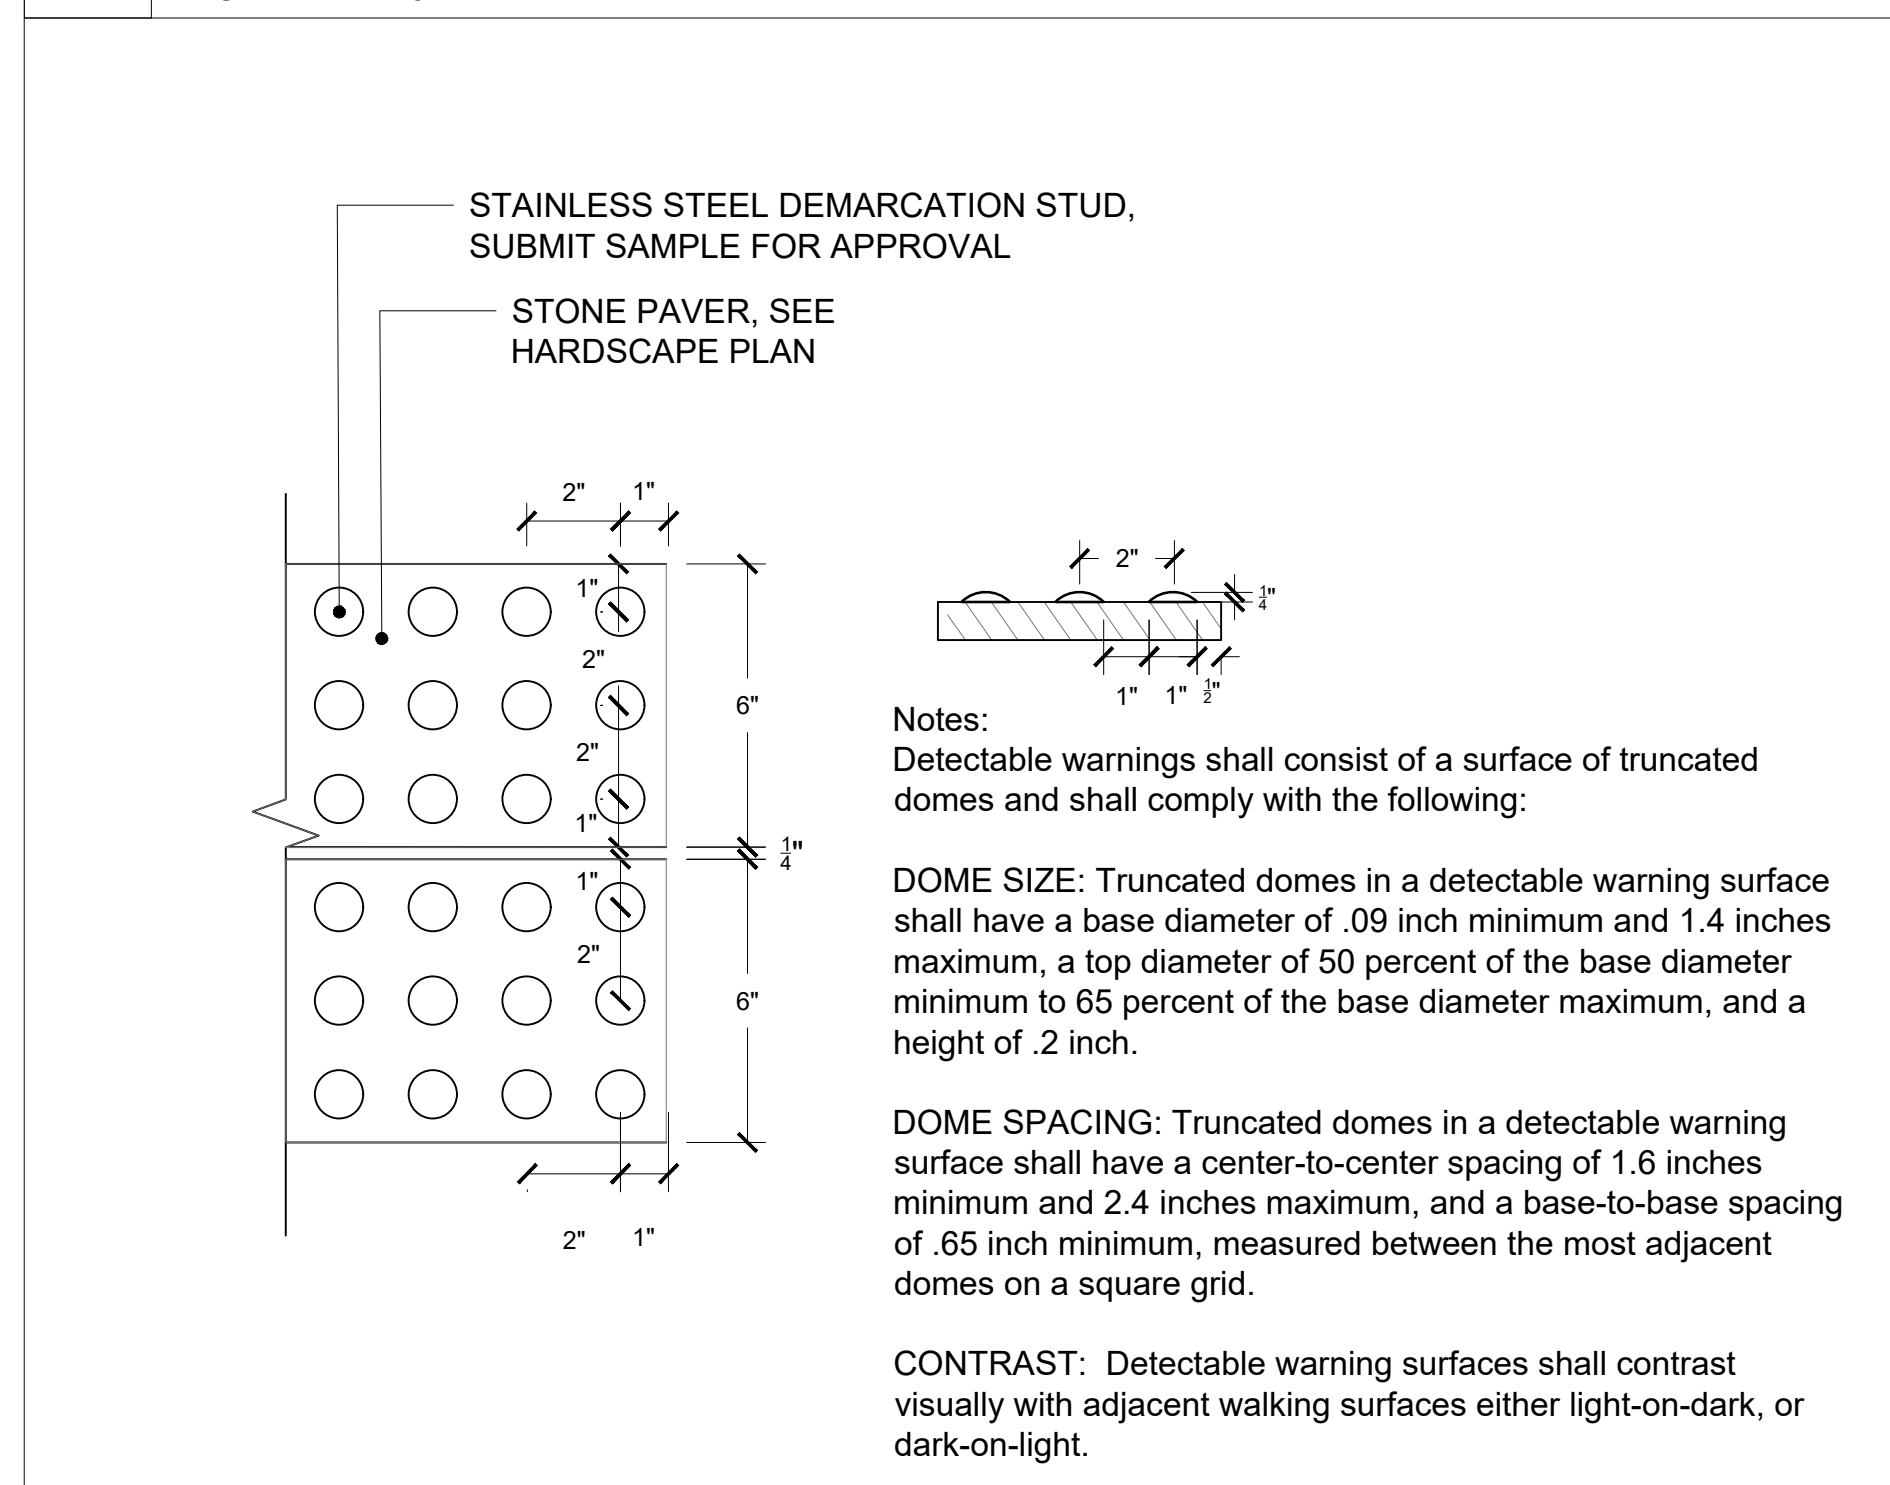 STAINLESS STEEL DEMARCATION STUD,
SUBMIT SAMPLE FOR APPROVAL
STONE PAVER, SEE
HARDSCAPE PLAN
2" 1"
1"
2"
2"
1"
6"
1/4"
1"
2"
6"
2" 1"
2"
1/4"
1" 1" 1/2"
Notes:
Detectable warnings shall consist of a surface of truncated
domes and shall comply with the following:
DOME SIZE: Truncated domes in a detectable warning surface
shall have a base diameter of .09 inch minimum and 1.4 inches
maximum, a top diameter of 50 percent of the base diameter
minimum to 65 percent of the base diameter maximum, and a
height of .2 inch.
DOME SPACING: Truncated domes in a detectable warning
surface shall have a center-to-center spacing of 1.6 inches
minimum and 2.4 inches maximum, and a base-to-base spacing
of .65 inch minimum, measured between the most adjacent
domes on a square grid.
CONTRAST: Detectable warning surfaces shall contrast
visually with adjacent walking surfaces either light-on-dark, or
dark-on-light.